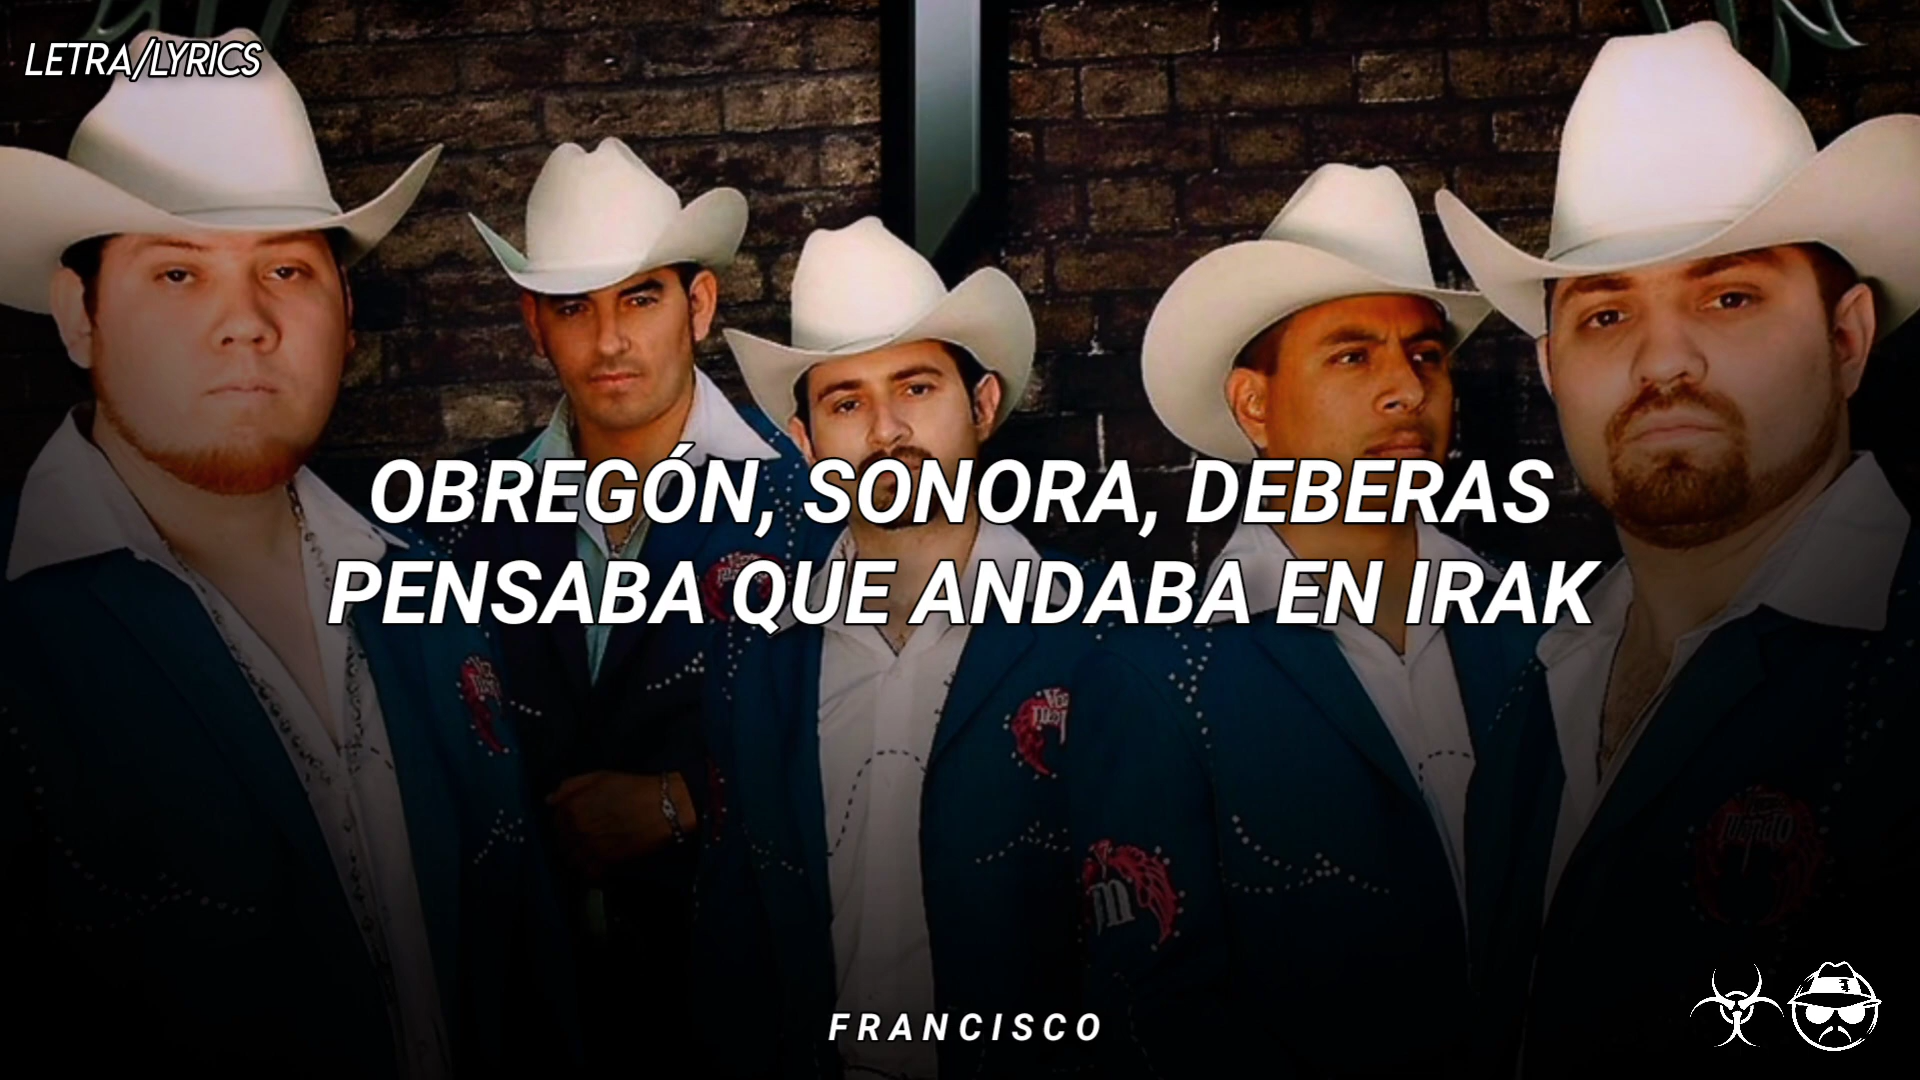 LETRA/LYRICS
OBREGÓN, SONORA, DEBERAS
PENSABA QUE ANDABA EN IRAK
FRANCISCO